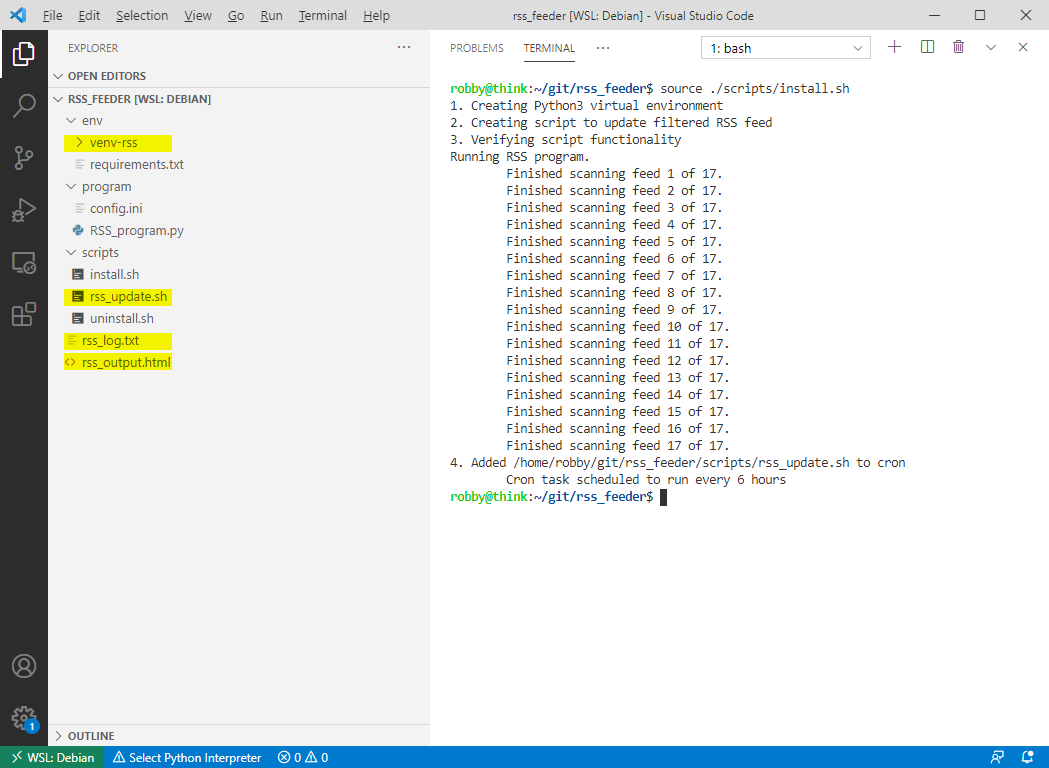 File Edit Selection View Go Run Terminal Help rss_feeder [WSL: Debian] - Visual Studio Code
EXPLORER
OPEN EDITORS
RSS_FEEDER [WSL: DEBIAN]
env
venv-rss
requirements.txt
program
config.ini
RSS_program.py
scripts
install.sh
rss_update.sh
uninstall.sh
rss_log.txt
rss_output.html
OUTLINE
PROBLEMS TERMINAL ··· 1: bash
robby@think:~/git/rss_feeder$ source ./scripts/install.sh
1. Creating Python3 virtual environment
2. Creating script to update filtered RSS feed
3. Verifying script functionality
Running RSS program.
Finished scanning feed 1 of 17.
Finished scanning feed 2 of 17.
Finished scanning feed 3 of 17.
Finished scanning feed 4 of 17.
Finished scanning feed 5 of 17.
Finished scanning feed 6 of 17.
Finished scanning feed 7 of 17.
Finished scanning feed 8 of 17.
Finished scanning feed 9 of 17.
Finished scanning feed 10 of 17.
Finished scanning feed 11 of 17.
Finished scanning feed 12 of 17.
Finished scanning feed 13 of 17.
Finished scanning feed 14 of 17.
Finished scanning feed 15 of 17.
Finished scanning feed 16 of 17.
Finished scanning feed 17 of 17.
4. Added /home/robby/git/rss_feeder/scripts/rss_update.sh to cron
Cron task scheduled to run every 6 hours
robby@think:~/git/rss_feeder$
1
WSL: Debian Select Python Interpreter 0 0